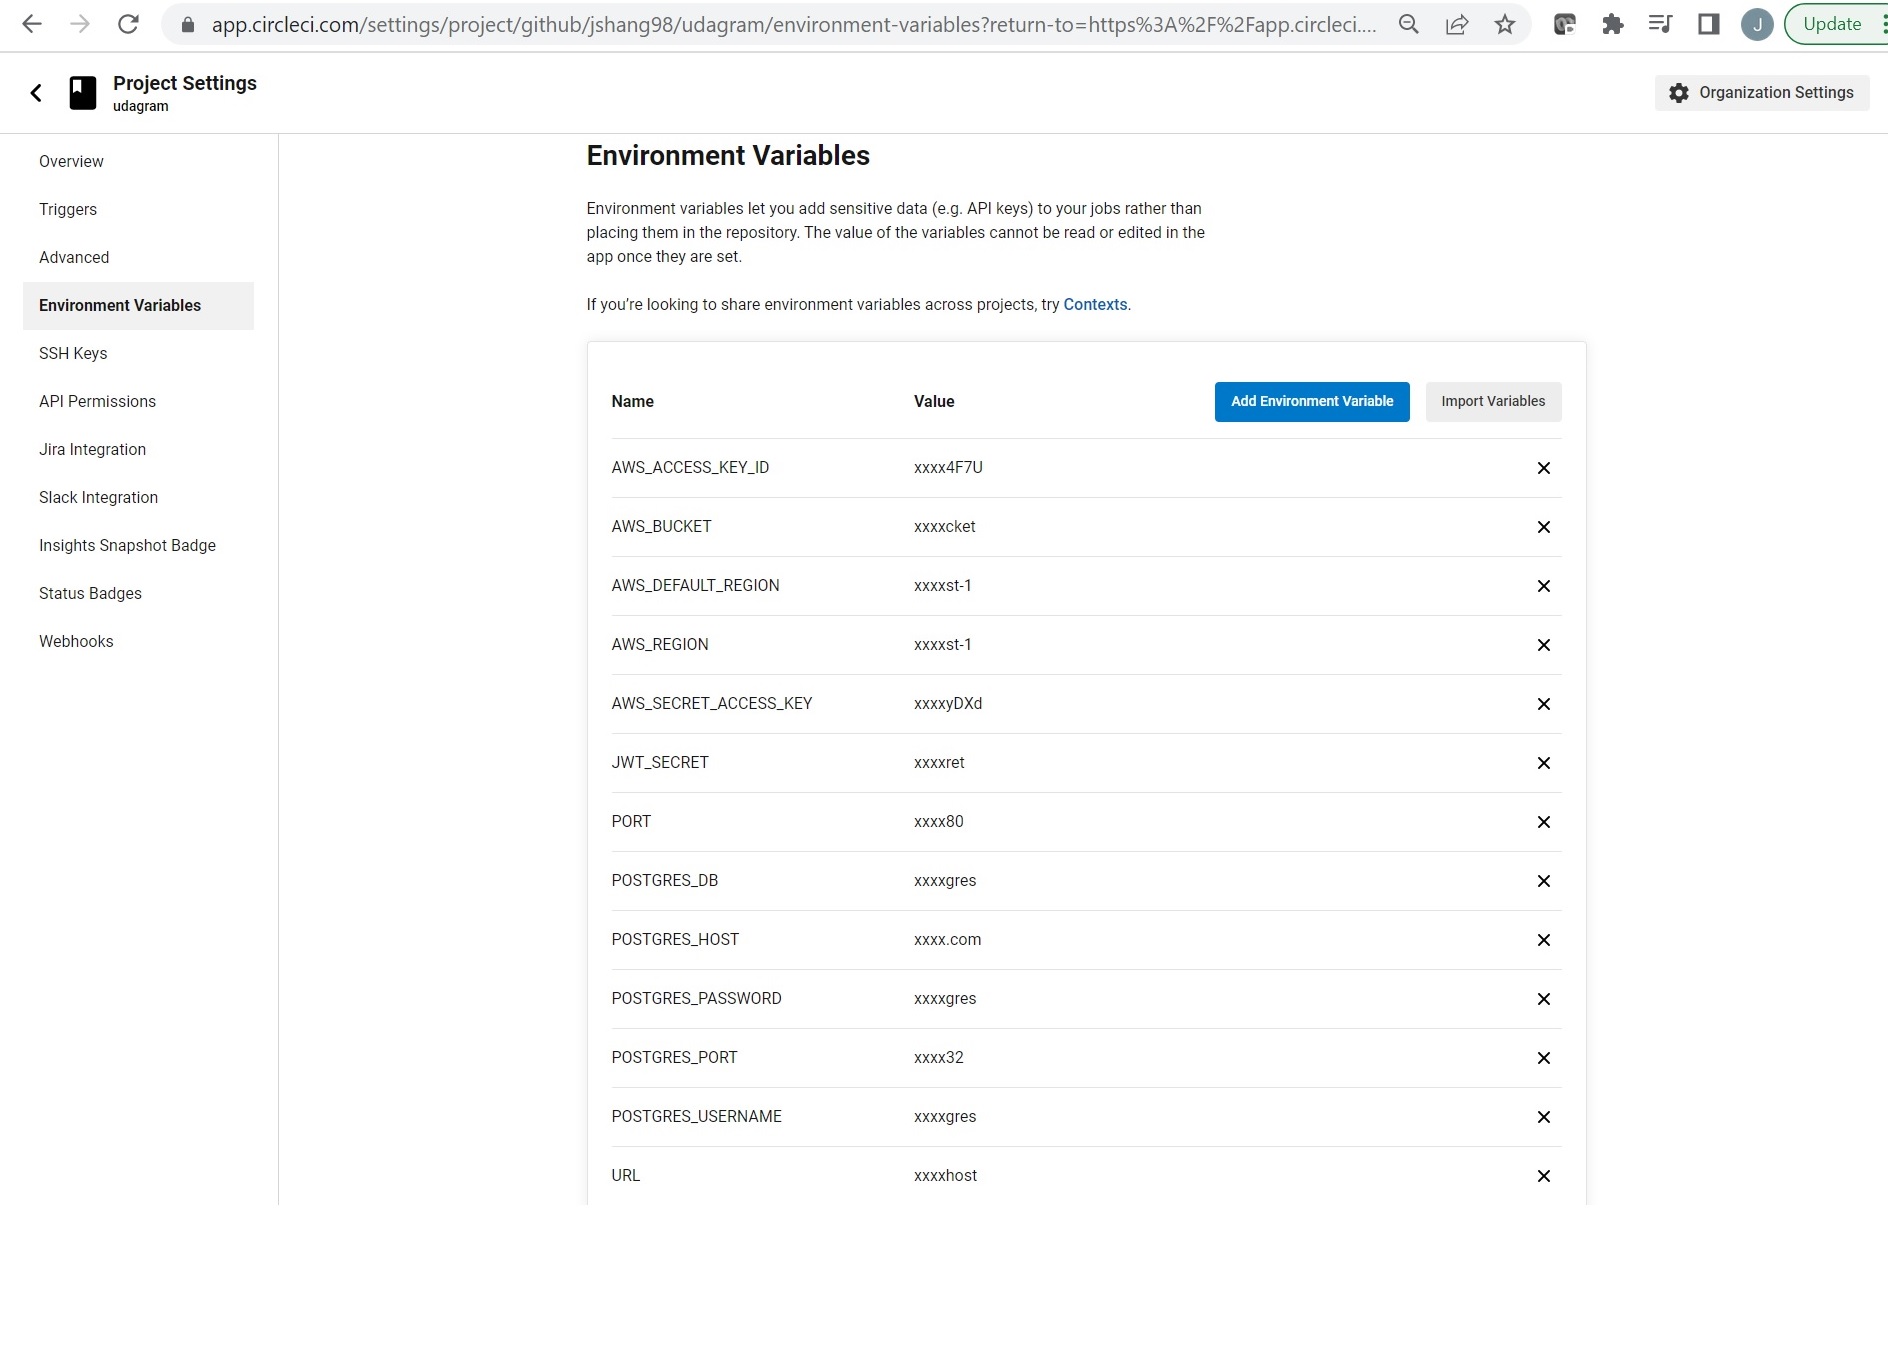 app.circleci.com/settings/project/github/jshang98/udagram/environment-variables?return-to=https%3A%2F%2Fapp.circleci....
J
Update
Project Settings
udagram
Organization Settings
Overview
Triggers
Advanced
Environment Variables
SSH Keys
API Permissions
Jira Integration
Slack Integration
Insights Snapshot Badge
Status Badges
Webhooks
Environment Variables
Environment variables let you add sensitive data (e.g. API keys) to your jobs rather than
placing them in the repository. The value of the variables cannot be read or edited in the
app once they are set.
If you’re looking to share environment variables across projects, try Contexts.
Name Value Add Environment Variable Import Variables
AWS_ACCESS_KEY_ID xxxx4F7U
AWS_BUCKET xxxxcket
AWS_DEFAULT_REGION xxxxst-1
AWS_REGION xxxxst-1
AWS_SECRET_ACCESS_KEY xxxxyDXd
JWT_SECRET xxxxret
PORT xxxx80
POSTGRES_DB xxxxgres
POSTGRES_HOST xxxx.com
POSTGRES_PASSWORD xxxxgres
POSTGRES_PORT xxxx32
POSTGRES_USERNAME xxxxgres
URL xxxxhost